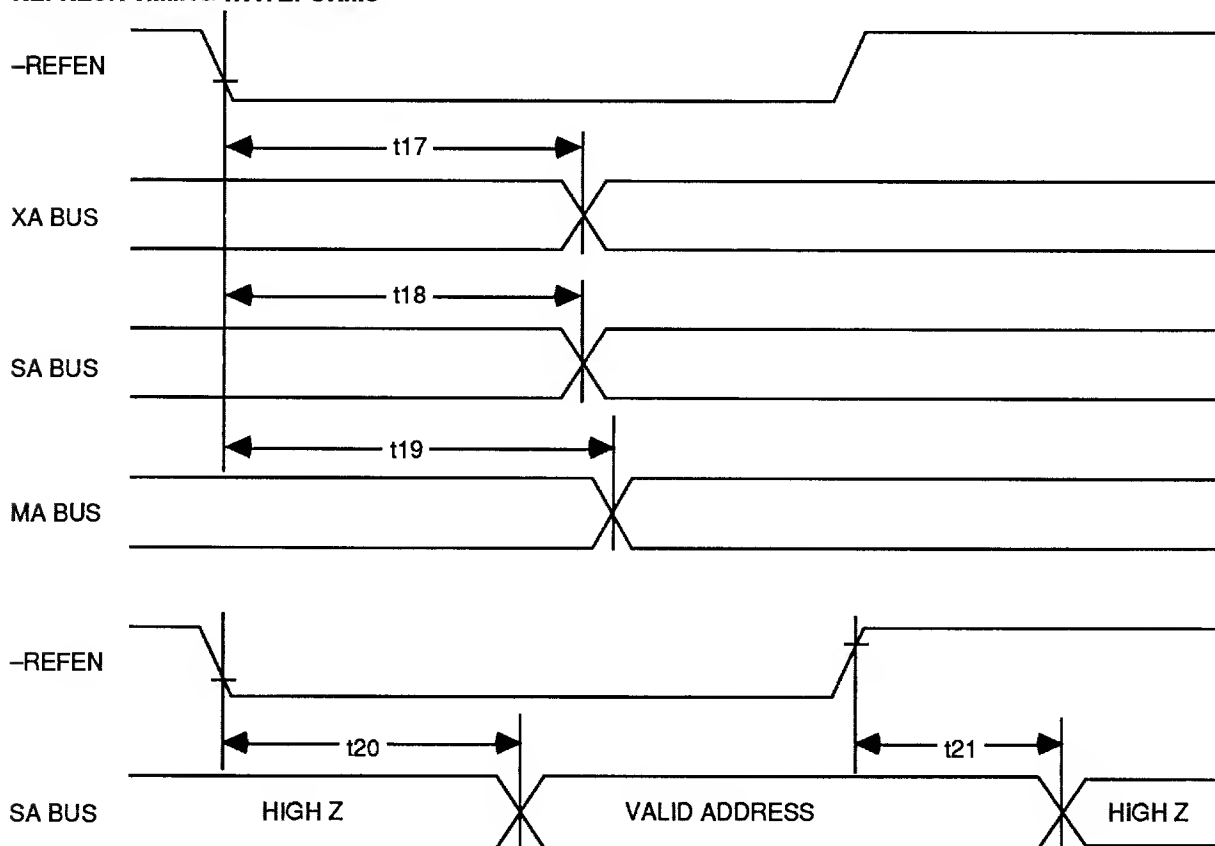 –REFEN
t17
XA BUS
t18
SA BUS
t19
MA BUS
–REFEN
t20
t21
SA BUS
HIGH Z
VALID ADDRESS
HIGH Z